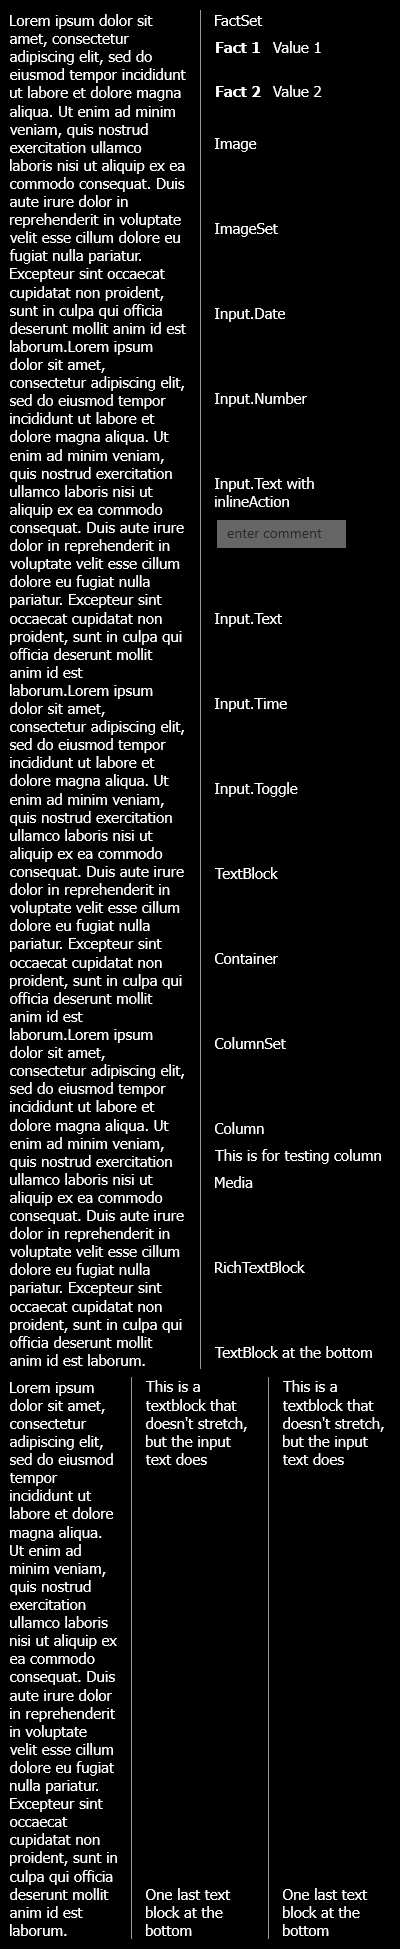 Lorem ipsum dolor sit
amet, consectetur
adipiscing elit, sed do
eiusmod tempor incididunt
ut labore et dolore magna
aliqua. Ut enim ad minim
veniam, quis nostrud
exercitation ullamco
laboris nisi ut aliquip ex ea
commodo consequat. Duis
aute irure dolor in
reprehenderit in voluptate
velit esse cillum dolore eu
fugiat nulla pariatur.
Excepteur sint occaecat
cupidatat non proident,
sunt in culpa qui officia
deserunt mollit anim id est
laborum.Lorem ipsum
dolor sit amet,
consectetur adipiscing elit,
sed do eiusmod tempor
incididunt ut labore et
dolore magna aliqua. Ut
enim ad minim veniam,
quis nostrud exercitation
ullamco laboris nisi ut
aliquip ex ea commodo
consequat. Duis aute irure
dolor in reprehenderit in
voluptate velit esse cillum
dolore eu fugiat nulla
pariatur. Excepteur sint
occaecat cupidatat non
proident, sunt in culpa qui
officia deserunt mollit
anim id est
laborum.Lorem ipsum
dolor sit amet,
consectetur adipiscing elit,
sed do eiusmod tempor
incididunt ut labore et
dolore magna aliqua. Ut
enim ad minim veniam,
quis nostrud exercitation
ullamco laboris nisi ut
aliquip ex ea commodo
consequat. Duis aute irure
dolor in reprehenderit in
voluptate velit esse cillum
dolore eu fugiat nulla
pariatur. Excepteur sint
occaecat cupidatat non
proident, sunt in culpa qui
officia deserunt mollit
anim id est
laborum.Lorem ipsum
dolor sit amet,
consectetur adipiscing elit,
sed do eiusmod tempor
incididunt ut labore et
dolore magna aliqua. Ut
enim ad minim veniam,
quis nostrud exercitation
ullamco laboris nisi ut
aliquip ex ea commodo
consequat. Duis aute irure
dolor in reprehenderit in
voluptate velit esse cillum
dolore eu fugiat nulla
pariatur. Excepteur sint
occaecat cupidatat non
proident, sunt in culpa qui
officia deserunt mollit
anim id est laborum.
FactSet
Fact 1 Value 1
Fact 2 Value 2
Image
ImageSet
Input.Date
Input.Number
Input.Text with
inlineAction
enter comment
Input.Text
Input.Time
Input.Toggle
TextBlock
Container
ColumnSet
Column
This is for testing column
Media
RichTextBlock
TextBlock at the bottom
Lorem ipsum
dolor sit amet,
consectetur
adipiscing elit,
sed do eiusmod
tempor
incididunt ut
labore et dolore
magna aliqua.
Ut enim ad
minim veniam,
quis nostrud
exercitation
ullamco laboris
nisi ut aliquip ex
ea commodo
consequat. Duis
aute irure dolor
in reprehenderit
in voluptate
velit esse cillum
dolore eu fugiat
nulla pariatur.
Excepteur sint
occaecat
cupidatat non
proident, sunt in
culpa qui officia
deserunt mollit
anim id est
laborum.
This is a
textblock that
doesn't stretch,
but the input
text does
One last text
block at the
bottom
This is a
textblock that
doesn't stretch,
but the input
text does
One last text
block at the
bottom